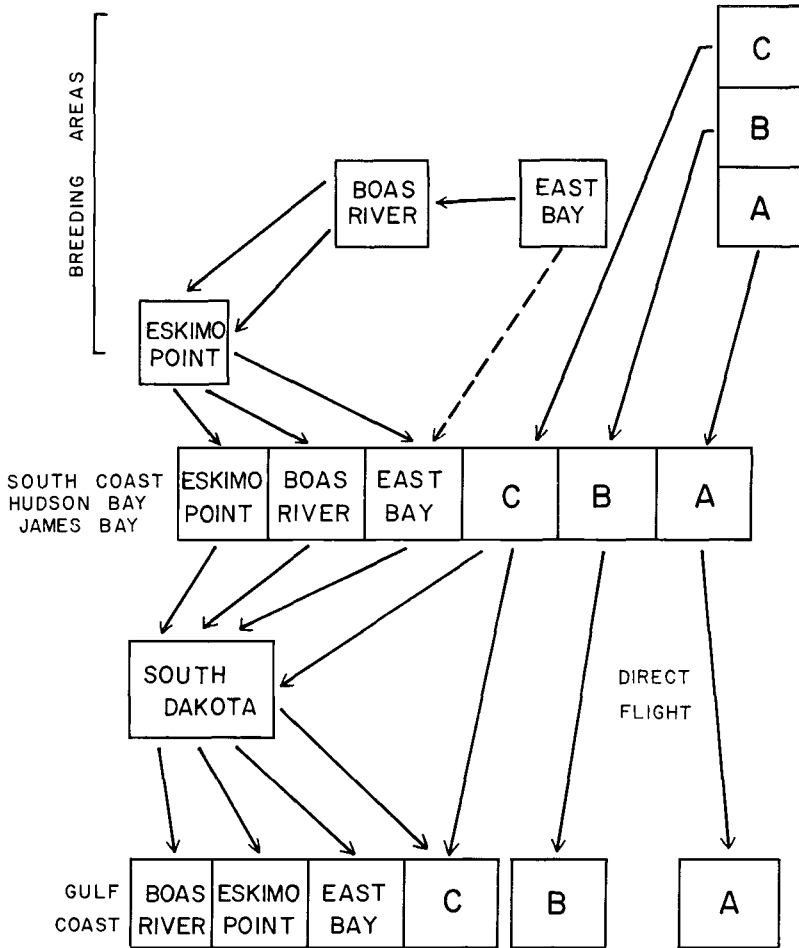 BREEDING AREAS
C
B
A
BOAS
RIVER
EAST
BAY
ESKIMO
POINT
SOUTH COAST
HUDSON BAY
JAMES BAY
ESKIMO
POINT
BOAS
RIVER
EAST
BAY
C
B
A
SOUTH
DAKOTA
DIRECT
FLIGHT
GULF
COAST
BOAS
RIVER
ESKIMO
POINT
EAST
BAY
C
B
A